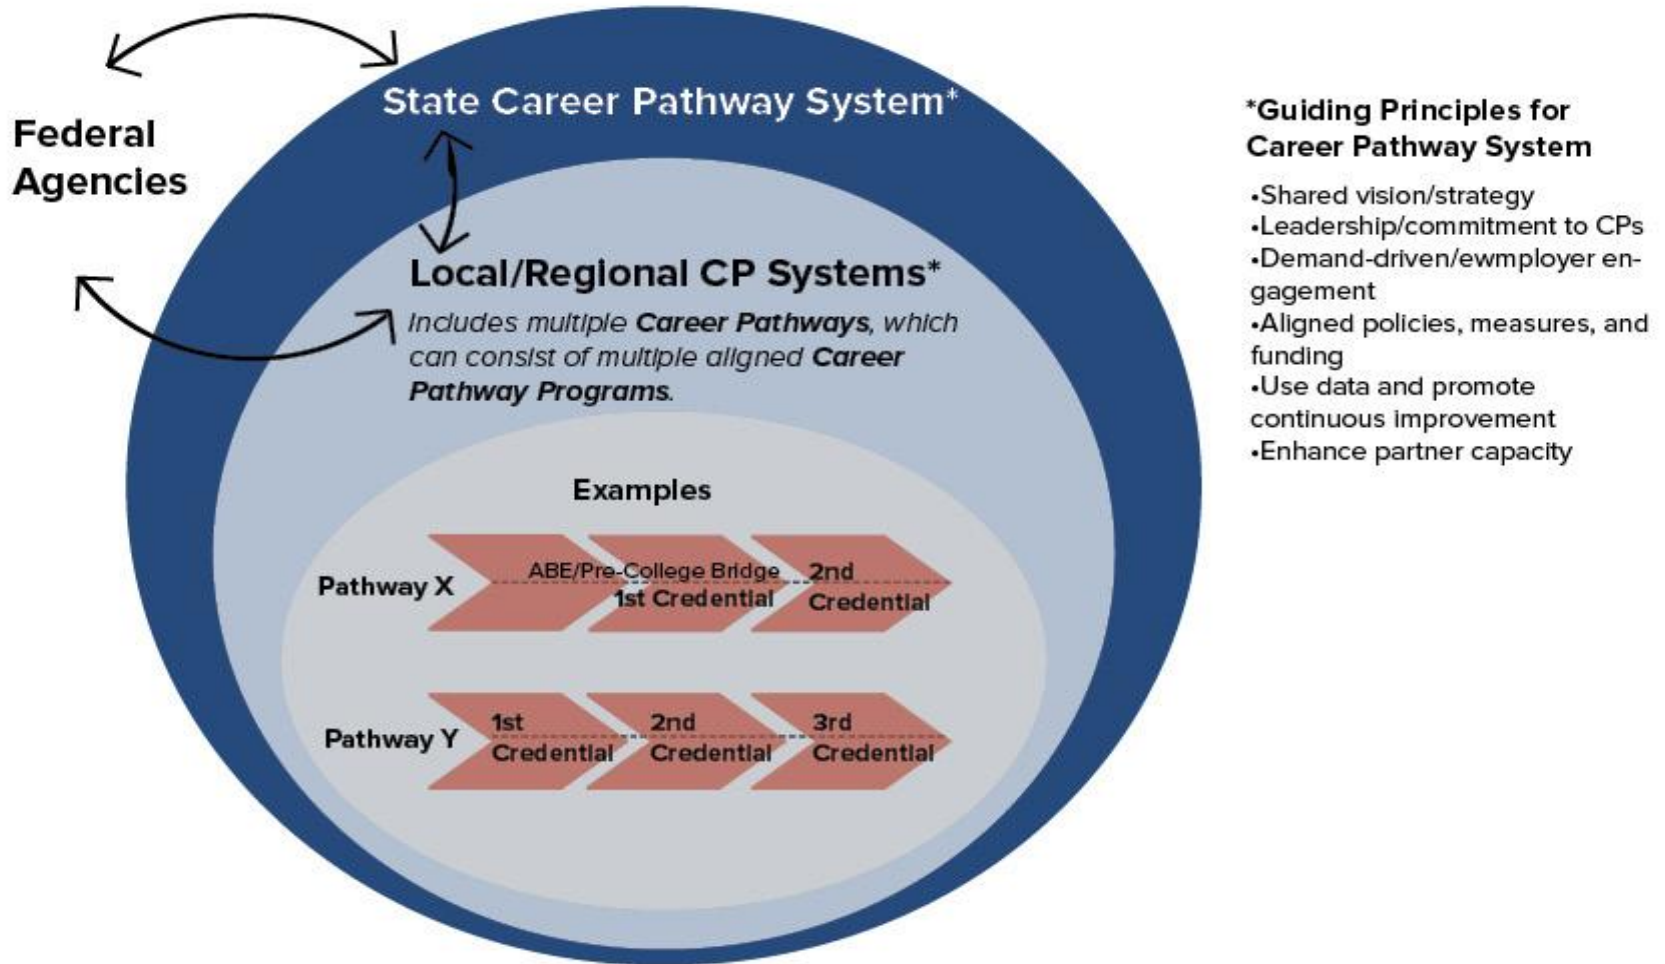 State Career Pathway System*
Federal
Agencies
Local/Regional CP Systems*
Includes multiple Career Pathways, which
can consist of multiple aligned Career
Pathway Programs.
Examples
Pathway X
ABE/Pre-College Bridge
1st Credential
2nd
Credential
Pathway Y
1st
Credential
2nd
Credential
3rd
Credential
*Guiding Principles for
Career Pathway System
•Shared vision/strategy
•Leadership/commitment to CPs
•Demand-driven/ewmployer en-
gagement
•Aligned policies, measures, and
funding
•Use data and promote
continuous improvement
•Enhance partner capacity